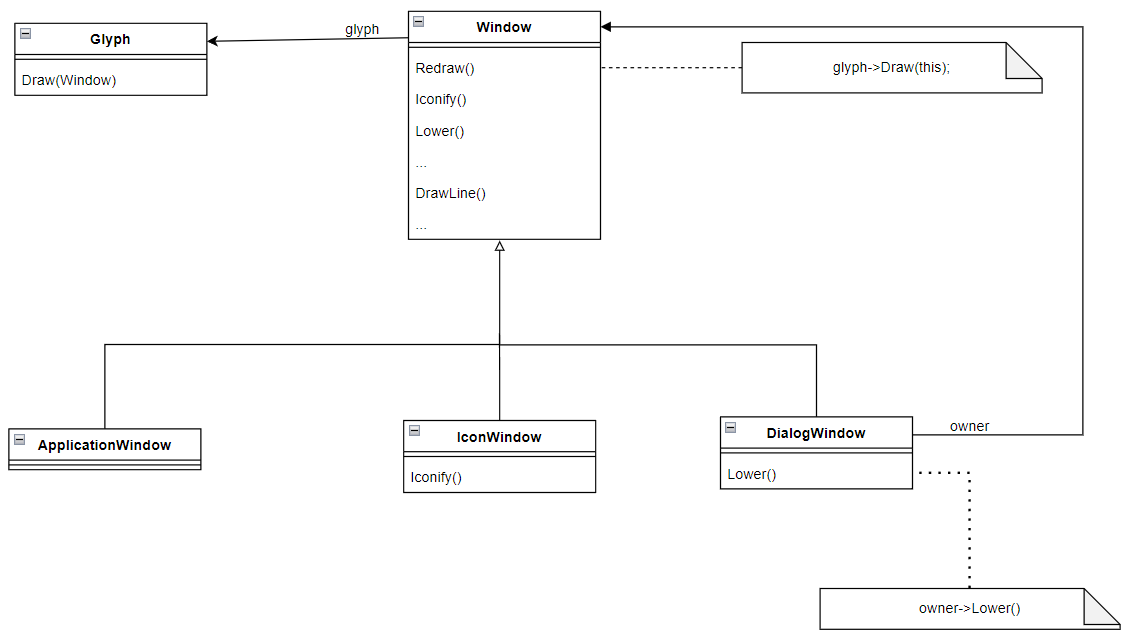 glyph
Glyph
Draw(Window)
Window
Redraw()
Iconify()
Lower()
...
DrawLine()
...
glyph->Draw(this);
ApplicationWindow
IconWindow
Iconify()
DialogWindow
Lower()
owner
owner->Lower()